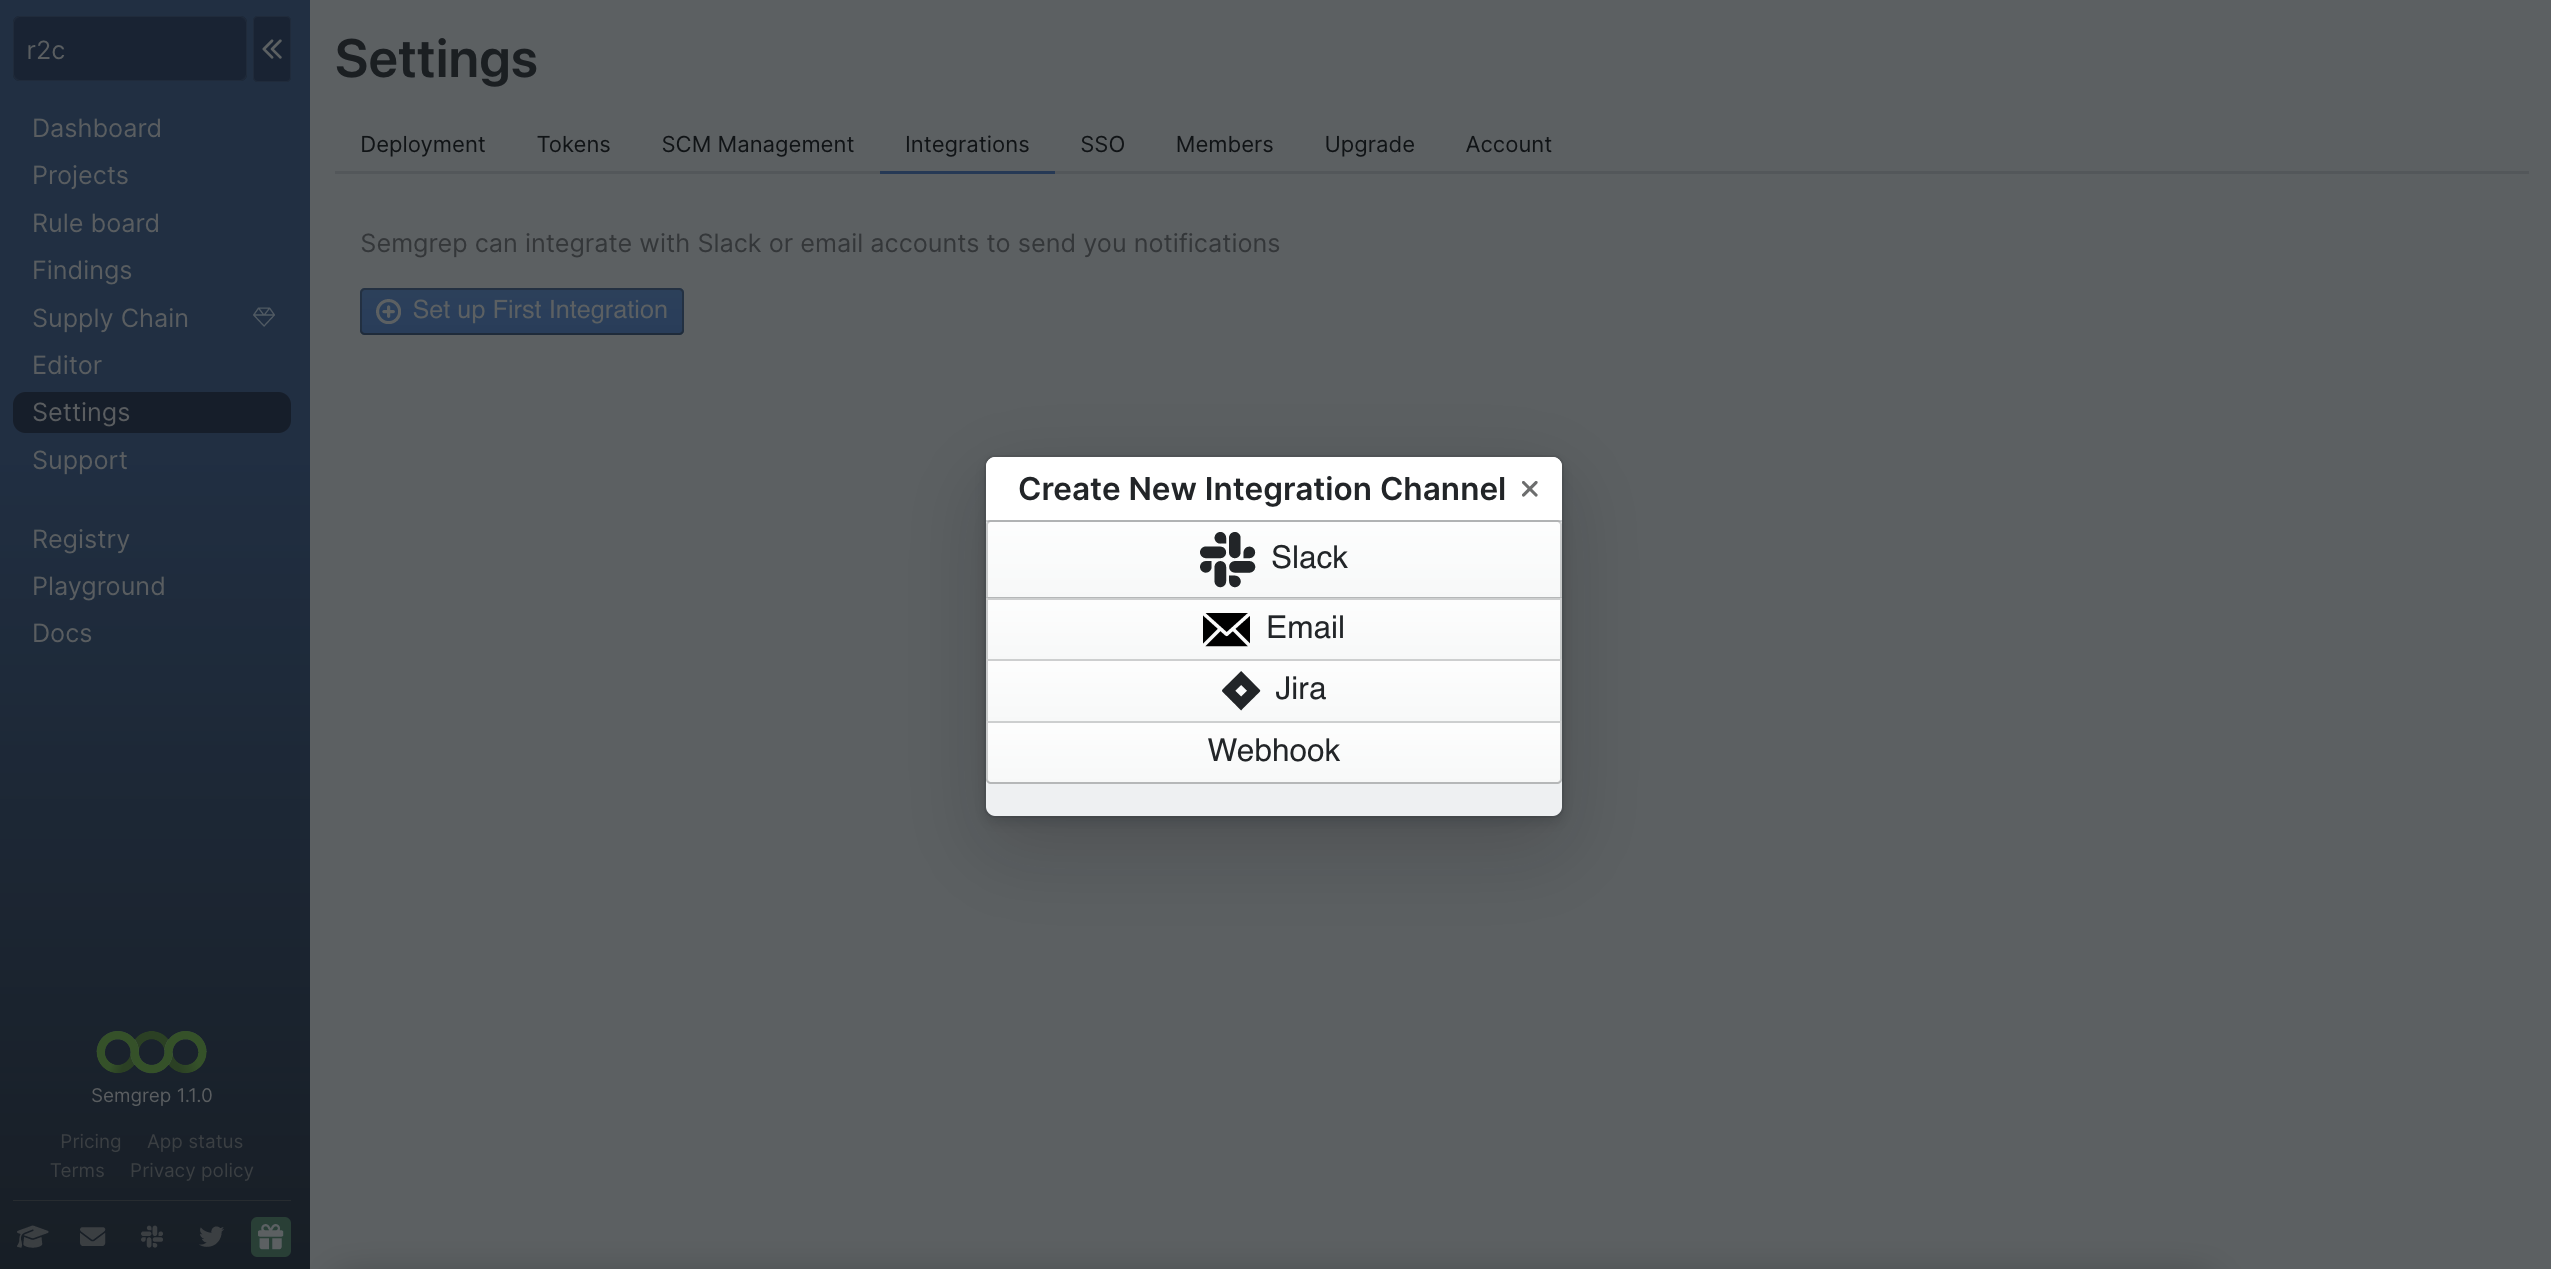 r2c
Dashboard
Projects
Rule board
Findings
Supply Chain
Editor
Settings
Support
Registry
Playground
Docs
Semgrep 1.1.0
Pricing App status
Terms Privacy policy
Settings
Deployment Tokens SCM Management Integrations SSO Members Upgrade Account
Semgrep can integrate with Slack or email accounts to send you notifications
Set up First Integration
Create New Integration Channel
Slack
Email
Jira
Webhook